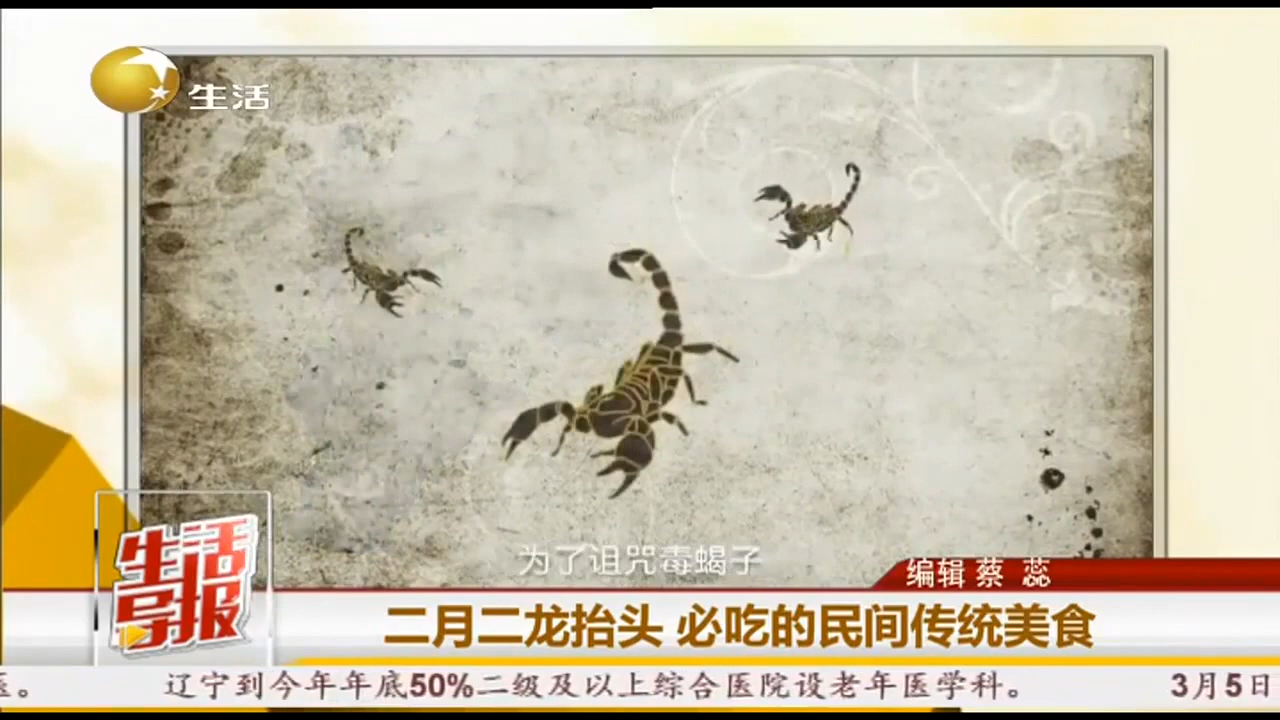 生活
为了诅咒毒蝎子
编辑 蔡 蕊
生活导报
二月二龙抬头 必吃的民间传统美食
医。 辽宁到今年年底50%二级及以上综合医院设老年医学科。 3月5日